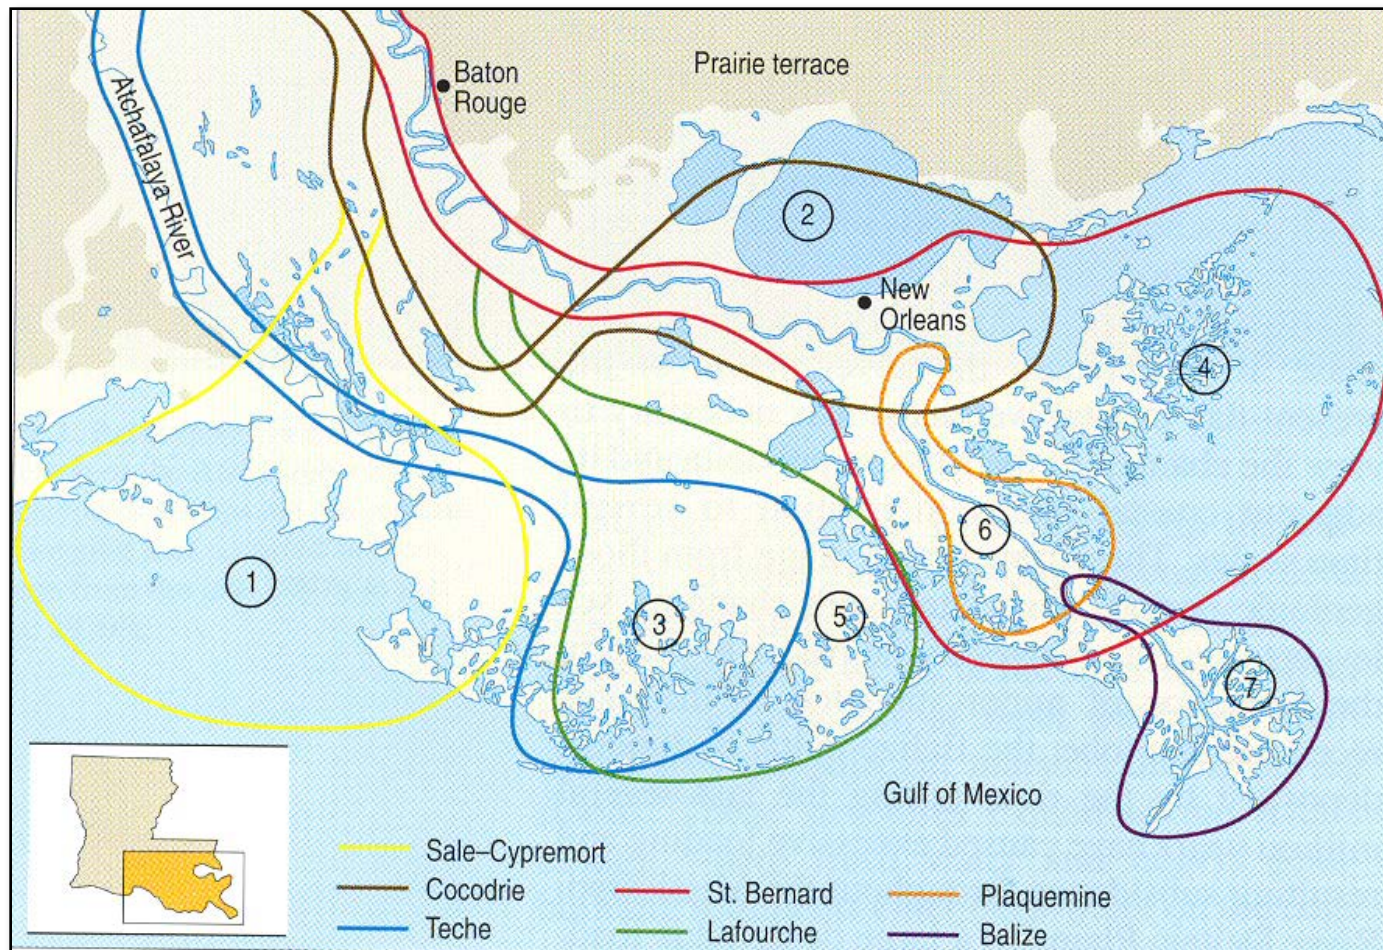 Prairie terrace
Baton
Rouge
Atchafalaya River
2
New
Orleans
4
6
1
3
5
7
Gulf of Mexico
Sale–Cypremort
Cocodrie
Teche
St. Bernard
Lafourche
Plaquemine
Balize